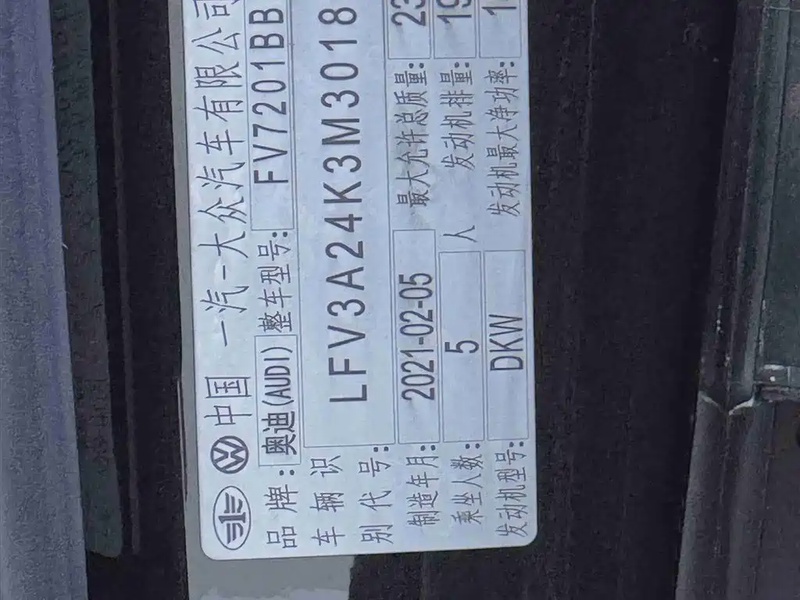 中国 一汽-大众汽车有限公司
品牌: 奥迪(AUDI) 整车型号: FV7201BB
车辆识别代号: LFV3A24K3M3018
制造年月: 2021-02-05 最大允许总质量: 23
乘坐人数: 5 人 发动机排量: 19
发动机型号: DKW 发动机最大净功率: 1